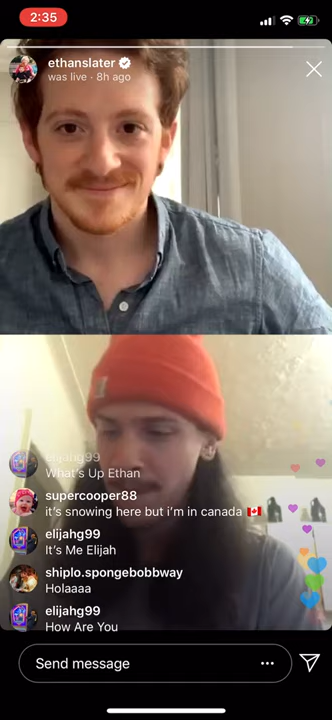 2:35
ethanslater
was live · 8h ago
elijahg99
What's Up Ethan
supercooper88
it's snowing here but i'm in canada 🇨🇦
elijahg99
It's Me Elijah
shiplo.spongebobbway
Holaaaa
elijahg99
How Are You
Send message